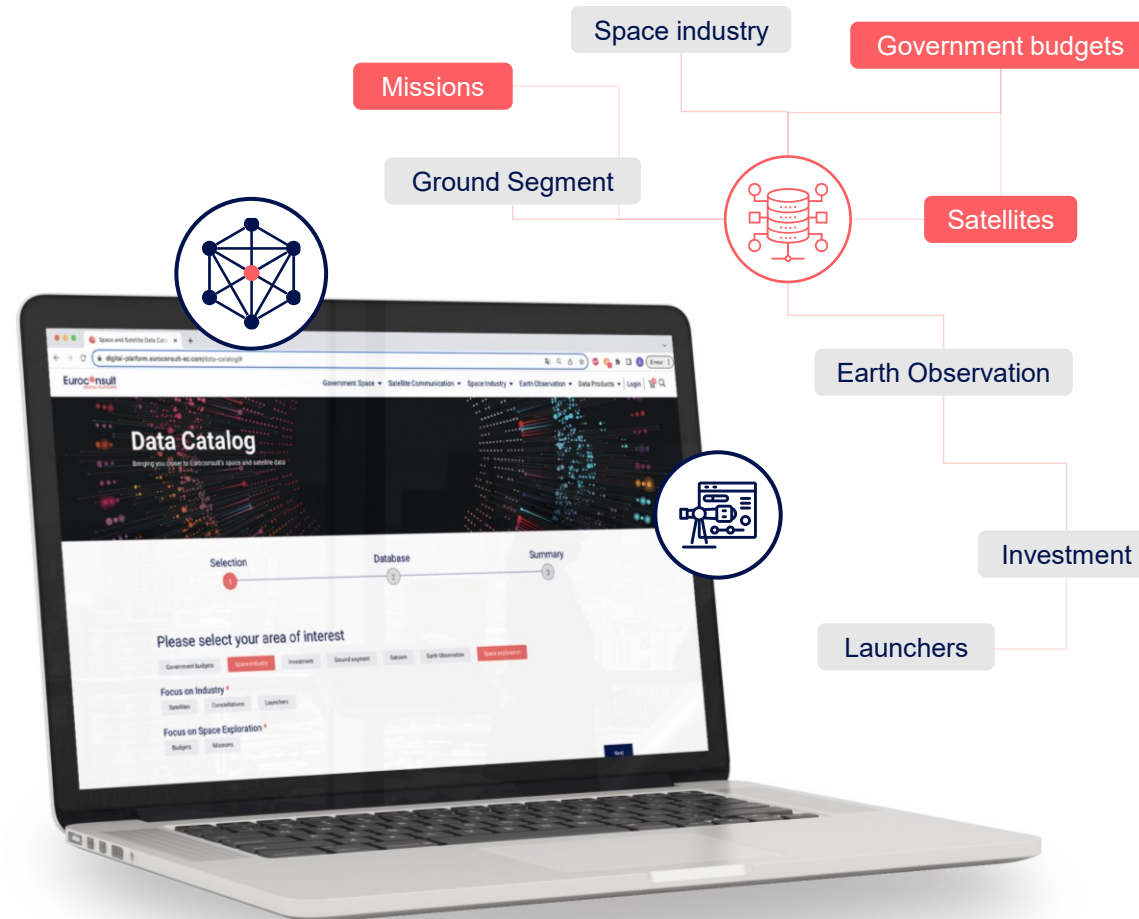 Space industry
Government budgets
Missions
Ground Segment
Satellites
Earth Observation
Investment
Launchers
Space and Satellite Data Cat
digital-platform.euroconsult-ec.com/data-catalog/#
Euroconsult
DIGITAL PLATFORM
Government Space
Satellite Communication
Space Industry
Earth Observation
Data Products
Login
Data Catalog
Bringing you closer to Euroconsult's space and satellite data
Selection
Database
Summary
1
2
3
Please select your area of interest
Government budgets
Space industry
Investment
Ground segment
Satcom
Earth Observation
Space exploration
Focus on Industry *
Satellites
Constellations
Launchers
Focus on Space Exploration *
Budgets
Missions
Next